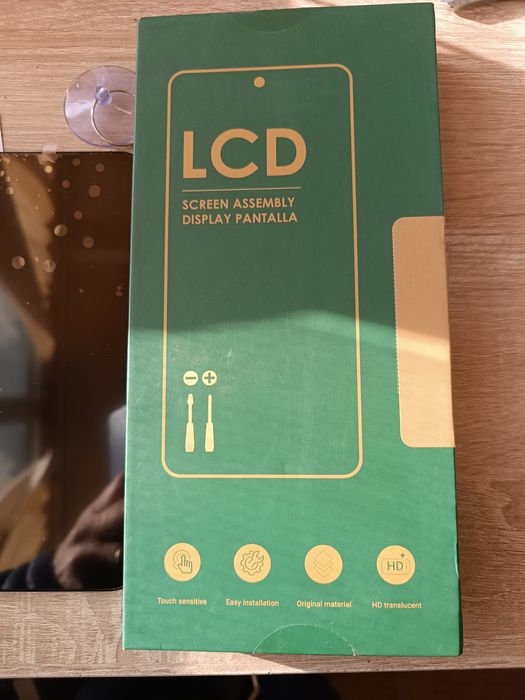 LCD
SCREEN ASSEMBLY
DISPLAY PANTALLA
Touch sensitive
Easy installation
Original material
HD
HD translucent